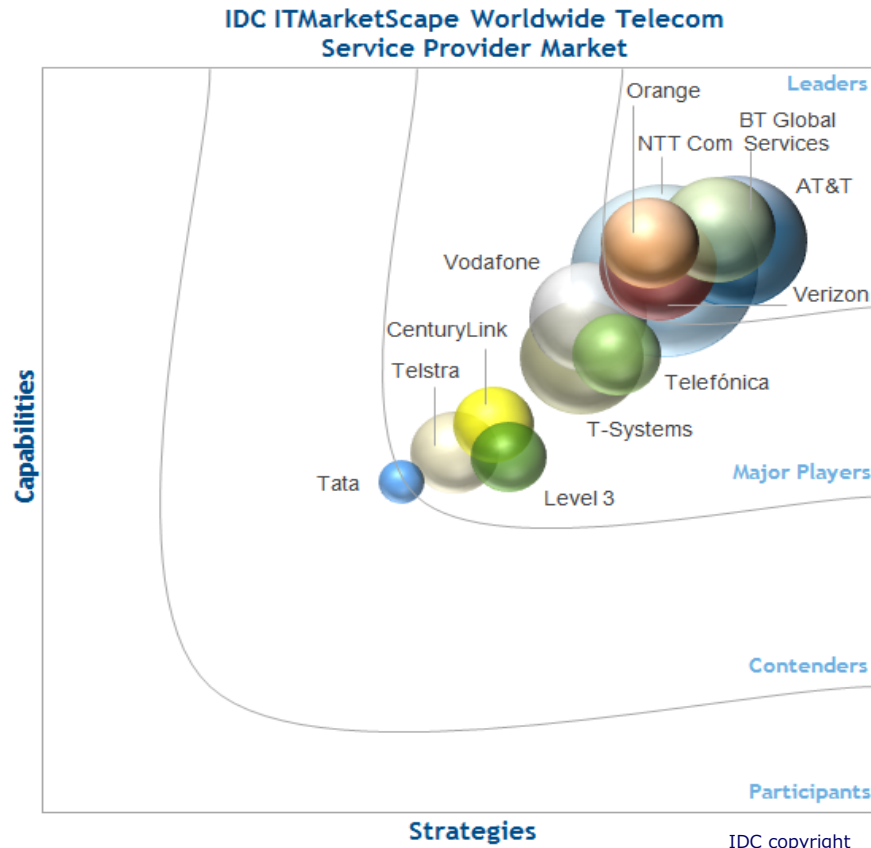 IDC ITMarketScape Worldwide Telecom
Service Provider Market
Leaders
Orange
BT Global
NTT Com Services
AT&T
Vodafone
Verizon
CenturyLink
Telstra
Telefónica
T-Systems
Capabilities
Major Players
Tata
Level 3
Contenders
Participants
Strategies
IDC copyright